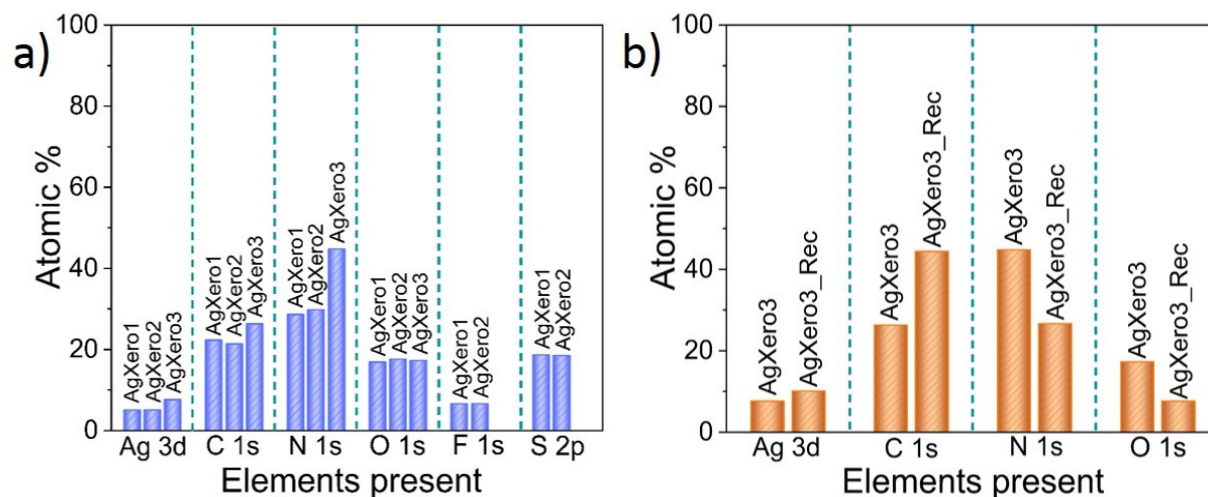 a)
Atomic %
100
80
60
40
20
0
AgXero1
AgXero2
AgXero3
AgXero1
AgXero2
AgXero3
AgXero1
AgXero2
AgXero3
AgXero1
AgXero2
AgXero3
AgXero1
AgXero2
AgXero1
AgXero2
Ag 3d
C 1s
N 1s
O 1s
F 1s
S 2p
Elements present
b)
Atomic %
100
80
60
40
20
0
AgXero3
AgXero3_Rec
AgXero3
AgXero3_Rec
AgXero3
AgXero3_Rec
AgXero3
AgXero3_Rec
Ag 3d
C 1s
N 1s
O 1s
Elements present